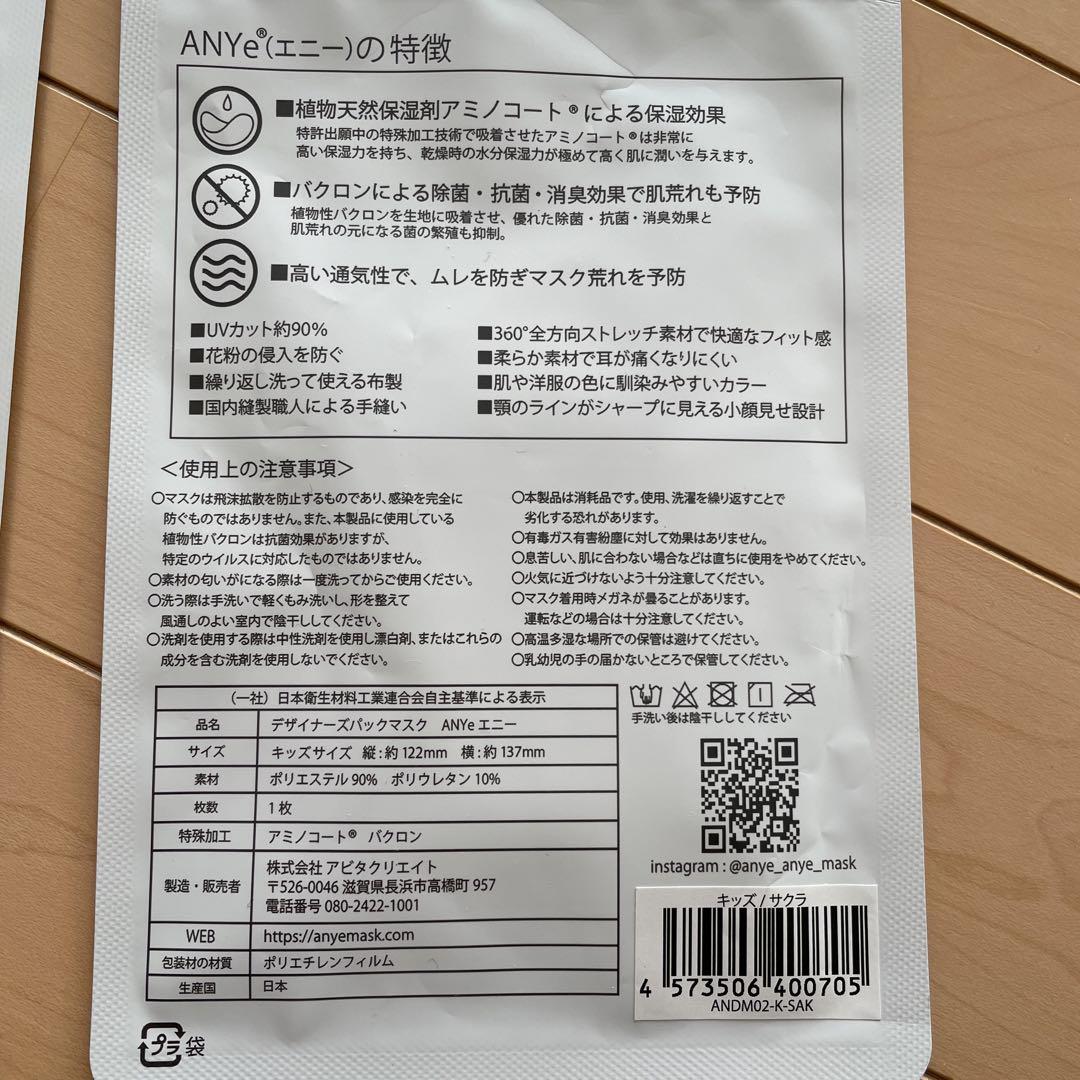 ANYe®(エニー)の特徴
■植物天然保湿剤アミノコート®による保湿効果
特許出願中の特殊加工技術で吸着させたアミノコート®は非常に
高い保湿力を持ち、乾燥時の水分保湿力が極めて高く肌に潤いを与えます。
■バクロンによる除菌・抗菌・消臭効果で肌荒れも予防
植物性バクロンを生地に吸着させ、優れた除菌・抗菌・消臭効果と
肌荒れの元になる菌の繁殖も抑制。
■高い通気性で、ムレを防ぎマスク荒れを予防
■UVカット約90%
■花粉の侵入を防ぐ
■繰り返し洗って使える布製
■国内縫製職人による手縫い
■360°全方向ストレッチ素材で快適なフィット感
■柔らか素材で耳が痛くなりにくい
■肌や洋服の色に馴染みやすいカラー
■顎のラインがシャープに見える小顔見せ設計
＜使用上の注意事項＞
○マスクは飛沫拡散を防止するものであり、感染を完全に
防ぐものではありません。また、本製品に使用している
植物性バクロンは抗菌効果がありますが、
特定のウイルスに対応したものではありません。
○素材の匂いがになる際は一度洗ってからご使用ください。
○洗う際は手洗いで軽くもみ洗いし、形を整えて
風通しのよい室内で陰干ししてください。
○洗剤を使用する際は中性洗剤を使用し漂白剤、またはこれらの
成分を含む洗剤を使用しないでください。
○本製品は消耗品です。使用、洗濯を繰り返すことで
劣化する恐れがあります。
○有毒ガス有害紛塵に対して効果はありません。
○息苦しい、肌に合わない場合などは直ちに使用をやめてください。
○火気に近づけないよう十分注意してください。
○マスク着用時メガネが曇ることがあります。
運転などの場合は十分注意してください。
○高温多湿な場所での保管は避けてください。
○乳幼児の手の届かないところで保管してください。
(一社)日本衛生材料工業連合会自主基準による表示
品名 デザイナーズパックマスク ANYe エニー
サイズ キッズサイズ 縦:約122mm 横:約137mm
素材 ポリエステル90% ポリウレタン10%
枚数 1枚
特殊加工 アミノコート® バクロン
製造・販売者 株式会社 アビタクリエイト
〒526-0046 滋賀県長浜市高橋町957
電話番号 080-2422-1001
WEB https://anyemask.com
包装材の材質 ポリエチレンフィルム
生産国 日本
手洗い後は陰干ししてください
instagram : @anye_anye_mask
キッズ / サクラ
4 573506 400705
ANDM02-K-SAK
プラ 袋